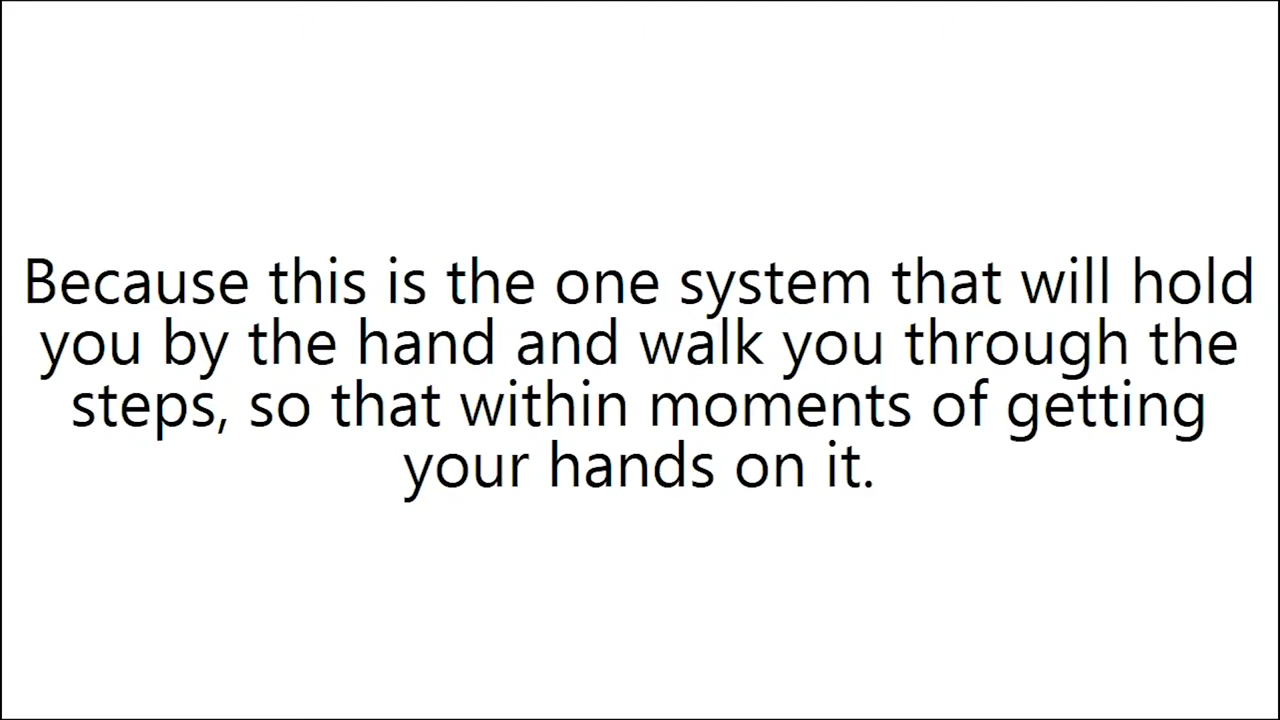 Because this is the one system that will hold
you by the hand and walk you through the
steps, so that within moments of getting
your hands on it.